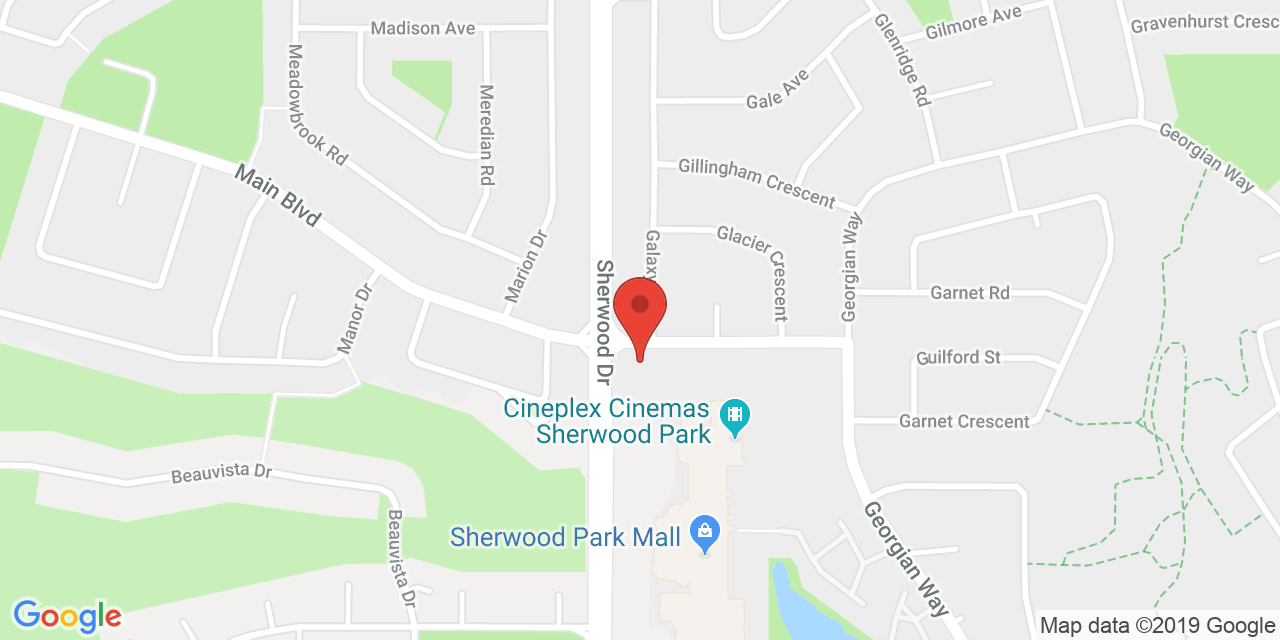 Madison Ave
Glenridge Rd
Gilmore Ave
Gravenhurst Cresc
Meadowbrook Rd
Meredian Rd
Gale Ave
Georgian Way
Main Blvd
Gillingham Crescent
Marion Dr
Galaxy
Glacier Crescent
Georgian Way
Manor Dr
Sherwood Dr
Garnet Rd
Guilford St
Cineplex Cinemas
Sherwood Park
Garnet Crescent
Beauvista Dr
Beauvista Dr
Sherwood Park Mall
Georgian Way
Google
Map data ©2019 Google